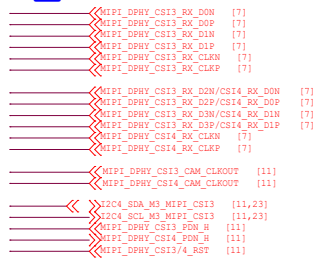 MIPI_DPHY_CSI3_RX_D0N [7]
MIPI_DPHY_CSI3_RX_D0P [7]
MIPI_DPHY_CSI3_RX_D1N [7]
MIPI_DPHY_CSI3_RX_D1P [7]
MIPI_DPHY_CSI3_RX_CLKN [7]
MIPI_DPHY_CSI3_RX_CLKP [7]
MIPI_DPHY_CSI3_RX_D2N/CSI4_RX_D0N [7]
MIPI_DPHY_CSI3_RX_D2P/CSI4_RX_D0P [7]
MIPI_DPHY_CSI3_RX_D3N/CSI4_RX_D1N [7]
MIPI_DPHY_CSI3_RX_D3P/CSI4_RX_D1P [7]
MIPI_DPHY_CSI4_RX_CLKN [7]
MIPI_DPHY_CSI4_RX_CLKP [7]
MIPI_DPHY_CSI3_CAM_CLKOUT [11]
MIPI_DPHY_CSI4_CAM_CLKOUT [11]
I2C4_SDA_M3_MIPI_CSI3 [11,23]
I2C4_SCL_M3_MIPI_CSI3 [11,23]
MIPI_DPHY_CSI3_PDN_H [11]
MIPI_DPHY_CSI4_PDN_H [11]
MIPI_DPHY_CSI3/4_RST [11]